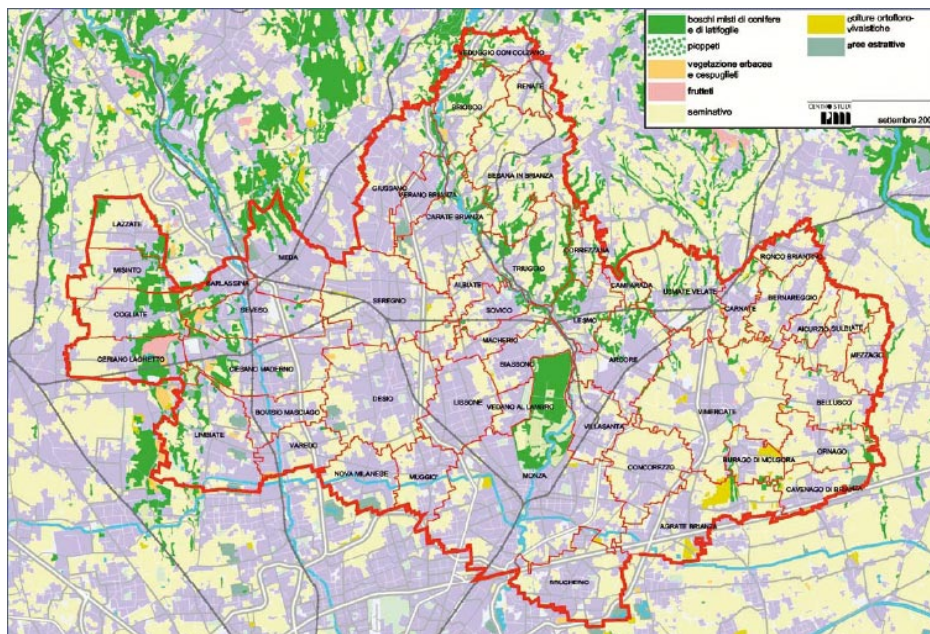 boschi misti di conifere
e di latifoglie
pioppeti
vegetazione erbacea
e cespuglieti
frutteti
seminativo
colture ortofloro-
vivaistiche
aree estrattive
CENTRO STUDI
PIM
settembre 200
VEDUGGIO CON COLZANO
RENATE
BRIOSCO
BESANA IN BRIANZA
GIUSSANO
VERANO BRIANZA
CARATE BRIANZA
LAZZATE
MEDA
CORREZZANA
RONCO BRIANTINO
MISINTO
TRIUGGIO
BARLASSINA
CAMPARADA
USMATE VELATE
BERNAREGGIO
SEREGNO
ALBIATE
COGLIATE
SEVESO
SOVICO
CARNATE
LESMO
AICURZIO
SULBIATE
MACHERIO
CERIANO LAGHETTO
BIASSONO
ARCORE
MEZZAGO
CESANO MADERNO
DESIO
LISSONE
VEDANO AL LAMBRO
BELLUSCO
BOVISIO MASCIAGO
VIMERCATE
VILLASANTA
LIMBIATE
VAREDO
ORNAGO
BURAGO DI MOLGORA
NOVA MILANESE
MUGGIO'
MONZA
CONCOREZZO
CAVENAGO DI BRIANZA
AGRATE BRIANZA
BRUGHERIO